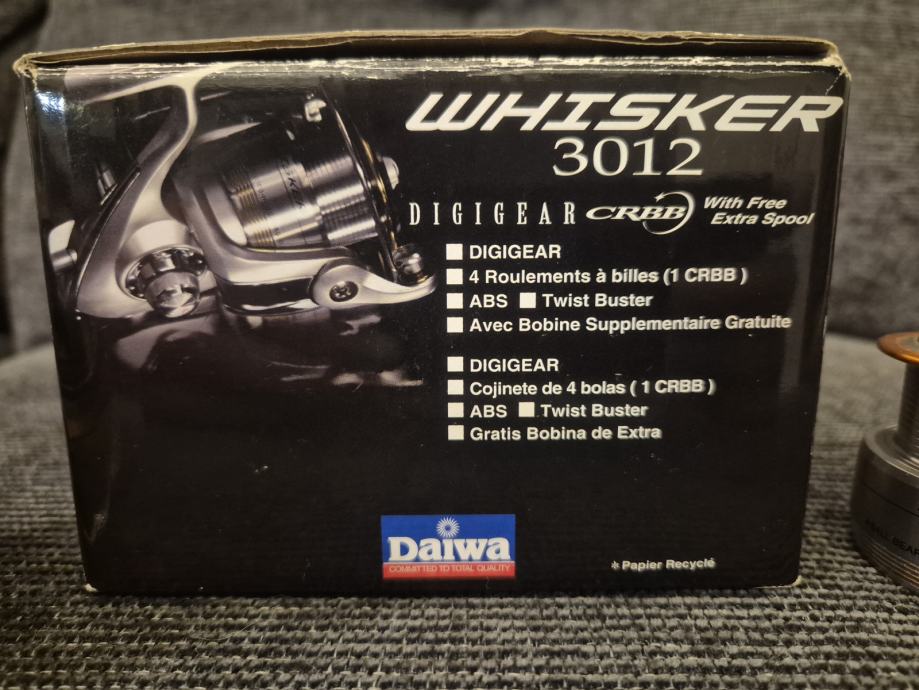 WHISKER
3012
DIGIGEAR CRBB With Free
Extra Spool
DIGIGEAR
4 Roulements à billes (1 CRBB )
ABS Twist Buster
Avec Bobine Supplementaire Gratuite
DIGIGEAR
Cojinete de 4 bolas ( 1 CRBB )
ABS Twist Buster
Gratis Bobina de Extra
Daiwa
COMMITTED TO TOTAL QUALITY
*Papier Recyclé